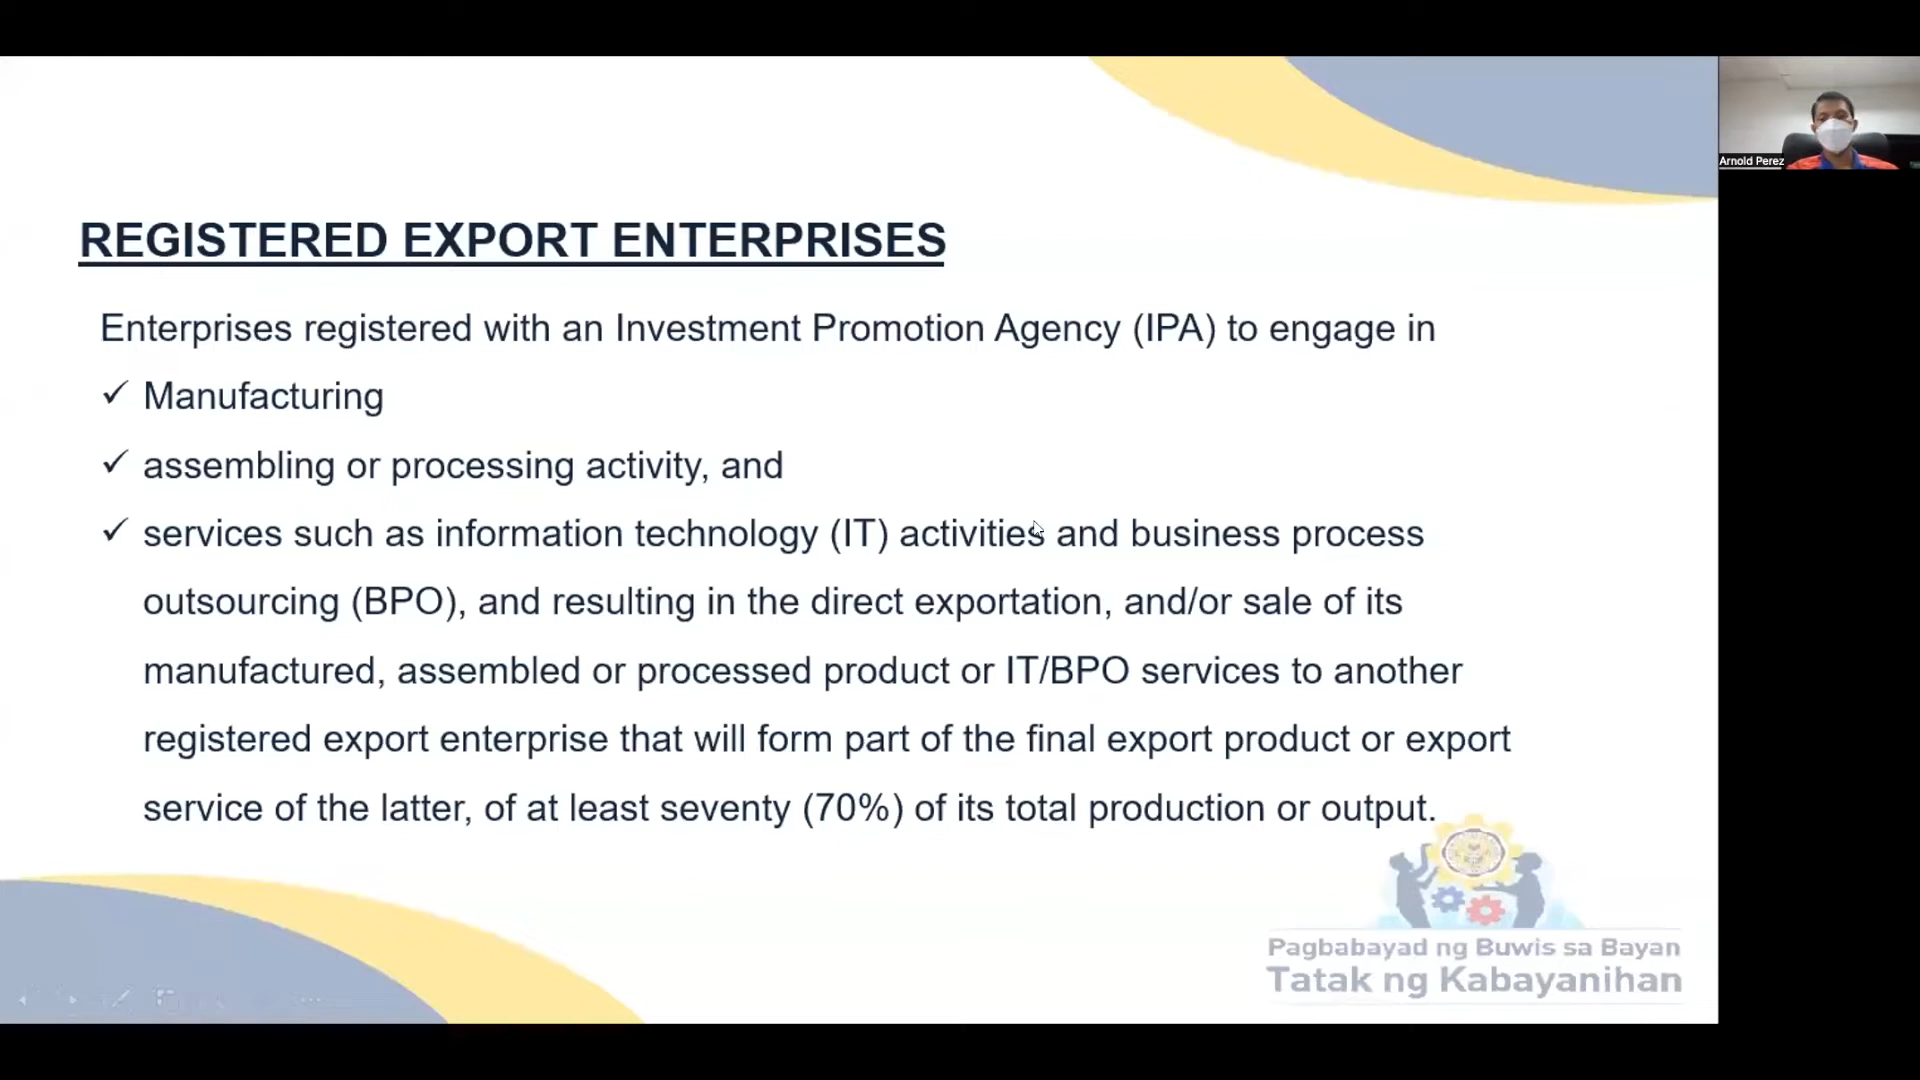 REGISTERED EXPORT ENTERPRISES
Enterprises registered with an Investment Promotion Agency (IPA) to engage in
✓ Manufacturing
✓ assembling or processing activity, and
✓ services such as information technology (IT) activities and business process
outsourcing (BPO), and resulting in the direct exportation, and/or sale of its
manufactured, assembled or processed product or IT/BPO services to another
registered export enterprise that will form part of the final export product or export
service of the latter, of at least seventy (70%) of its total production or output.
Pagbabayad ng Buwis sa Bayan
Tatak ng Kabayanihan
Arnold Perez